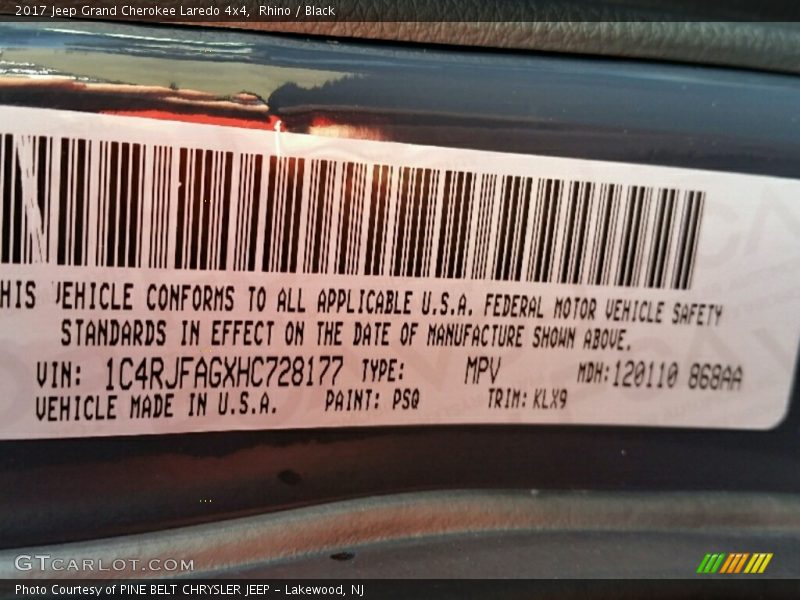 2017 Jeep Grand Cherokee Laredo 4x4, Rhino / Black
HIS VEHICLE CONFORMS TO ALL APPLICABLE U.S.A. FEDERAL MOTOR VEHICLE SAFETY
STANDARDS IN EFFECT ON THE DATE OF MANUFACTURE SHOWN ABOVE.
VIN: 1C4RJFAGXHC728177 TYPE: MPV MDH:120110 868AA
VEHICLE MADE IN U.S.A. PAINT: PSQ TRIM: KLX9
GTCARLOT.COM
Photo Courtesy of PINE BELT CHRYSLER JEEP - Lakewood, NJ